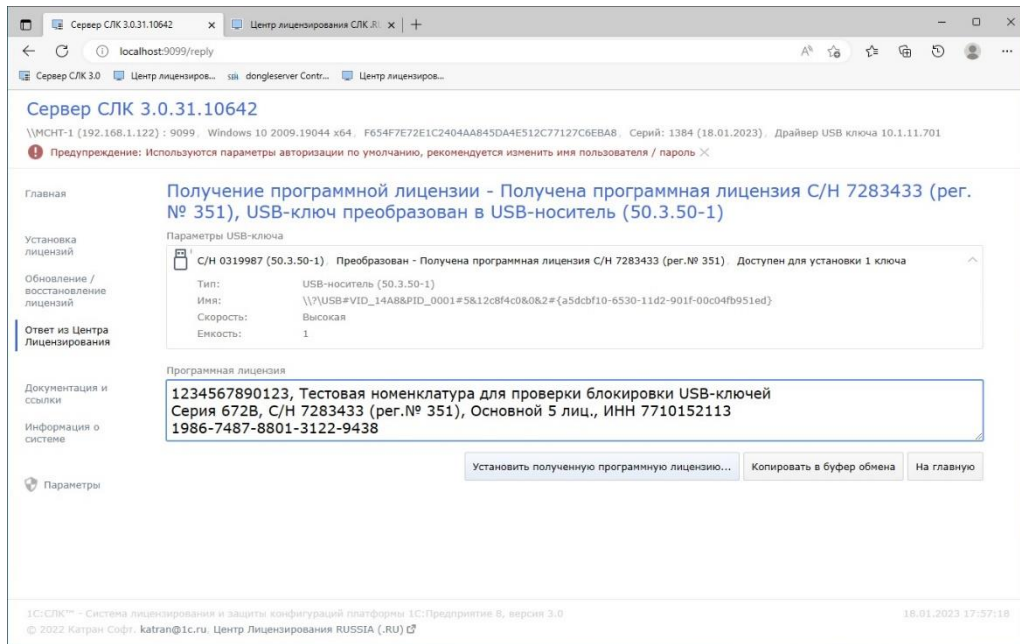 Сервер СЛК 3.0.31.10642
Центр лицензирования СЛК .RU
localhost:9099/reply
Сервер СЛК 3.0
Центр лицензиров...
dongleserver Contr...
Центр лицензиров...
Сервер СЛК 3.0.31.10642
\\MCHT-1 (192.168.1.122) : 9099, Windows 10 2009.19044 x64, F654F7E72E1C2404AA845DA4E512C77127C6EBA8, Серий: 1384 (18.01.2023), Драйвер USB ключа 10.1.11.701
Предупреждение: Используются параметры авторизации по умолчанию, рекомендуется изменить имя пользователя / пароль
Главная
Установка
лицензий
Обновление /
восстановление
лицензий
Ответ из Центра
Лицензирования
Документация и
ссылки
Информация о
системе
Параметры
Получение программной лицензии - Получена программная лицензия С/Н 7283433 (рег.
№ 351), USB-ключ преобразован в USB-носитель (50.3.50-1)
Параметры USB-ключа
С/Н 0319987 (50.3.50-1), Преобразован - Получена программная лицензия С/Н 7283433 (рег.№ 351), Доступен для установки 1 ключа
Тип: USB-носитель (50.3.50-1)
Имя: \\?\USB#VID_14A8&PID_0001#5&12c8f4c0&0&2#{a5dcbf10-6530-11d2-901f-00c04fb951ed}
Скорость: Высокая
Емкость: 1
Программная лицензия
1234567890123, Тестовая номенклатура для проверки блокировки USB-ключей
Серия 672B, С/Н 7283433 (рег.№ 351), Основной 5 лиц., ИНН 7710152113
1986-7487-8801-3122-9438
Установить полученную программную лицензию...
Копировать в буфер обмена
На главную
1С:СЛК™ - Система лицензирования и защиты конфигураций платформы 1С:Предприятие 8, версия 3.0
18.01.2023 17:57:18
© 2022 Катран Софт, katran@1c.ru, Центр Лицензирования RUSSIA (.RU)